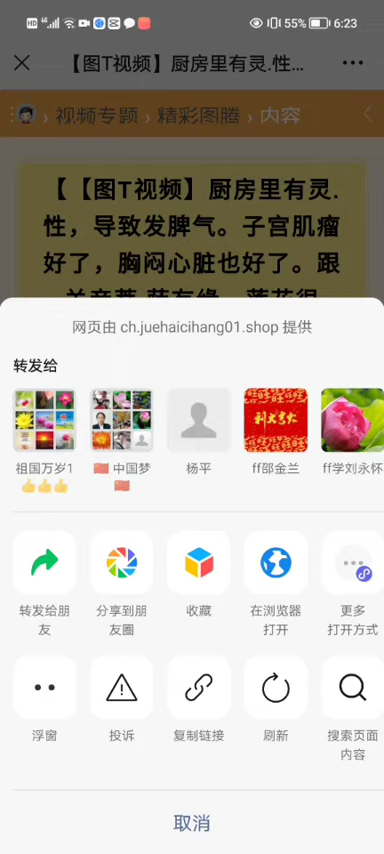 HD 55% 6:23
【图T视频】厨房里有灵.性...
视频专题 › 精彩图腾 › 内容
【【图T视频】厨房里有灵.
性，导致发脾气。子宫肌瘤
好了，胸闷心脏也好了。跟
网页由 ch.juehaicihang01.shop 提供
转发给
祖国万岁1
👍👍👍
🇨🇳 中国梦
🇨🇳
杨平
ff邵金兰
ff学刘永怀
转发给朋
友
分享到朋
友圈
收藏
在浏览器
打开
更多
打开方式
浮窗
投诉
复制链接
刷新
搜索页面
内容
取消